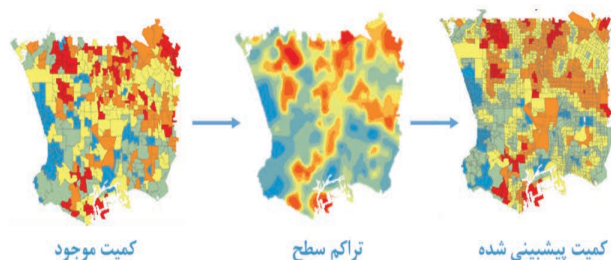 کمیت موجود
تراکم سطح
کمیت پیشبینی شده